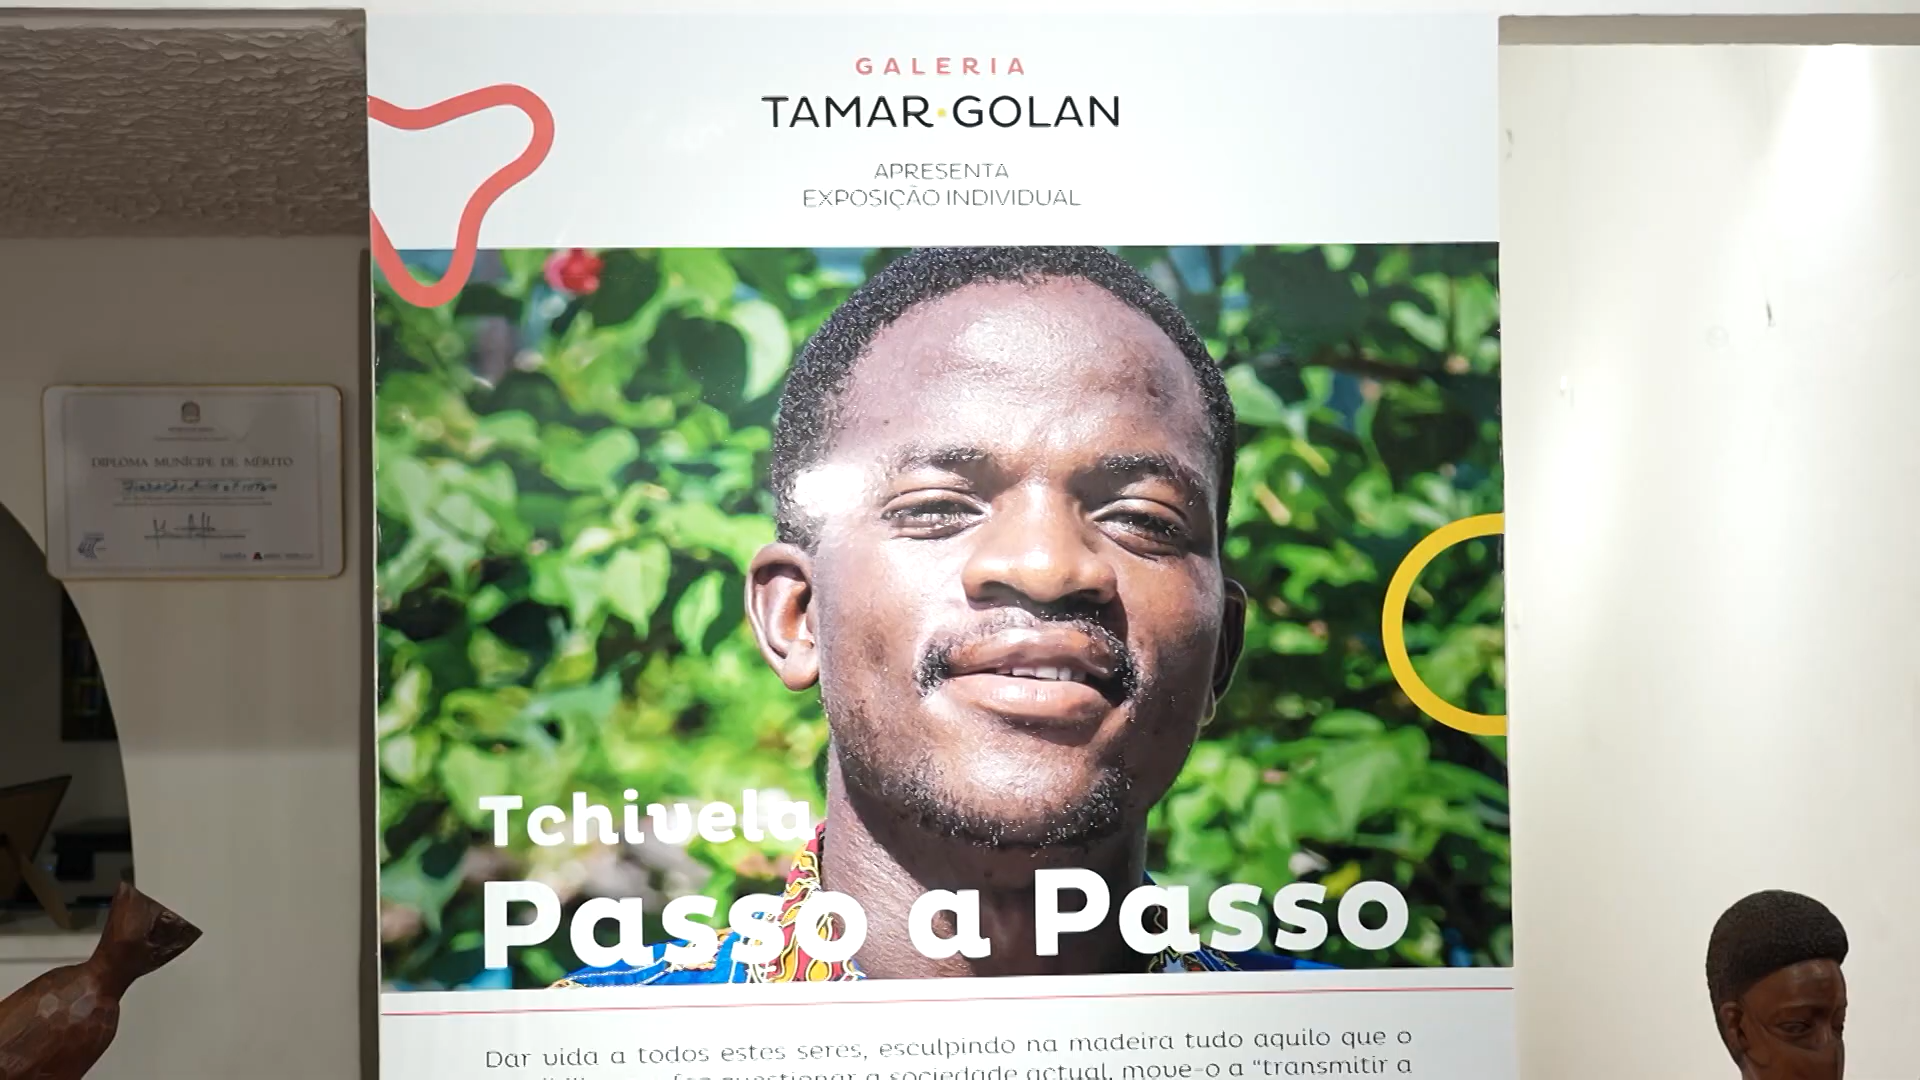 GALERIA
TAMAR·GOLAN
APRESENTA
EXPOSIÇÃO INDIVIDUAL
DIPLOMA MUNÍCIPE DE MÉRITO
Tchivela
Passo a Passo
Dar vida a todos estes seres, esculpindo na madeira tudo aquilo que o
questionar a sociedade actual, move-o a “transmitir a